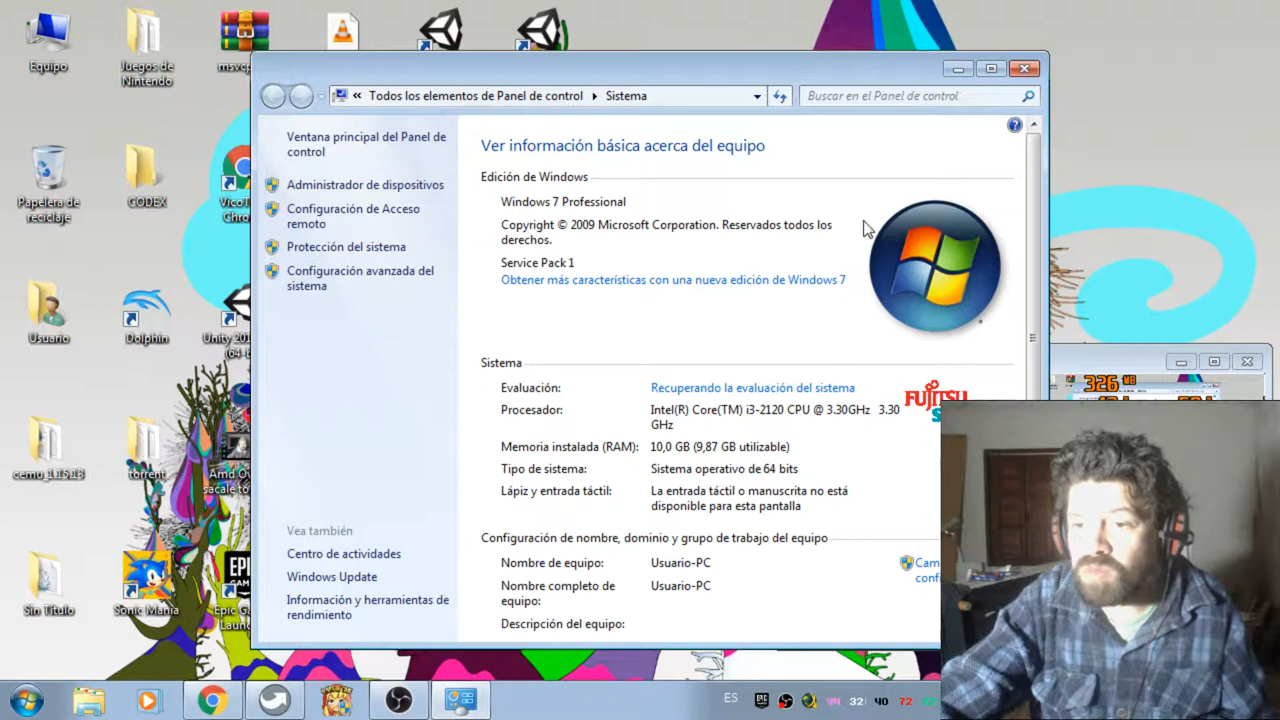 Equipo
Juegos de
Nintendo
Todos los elementos de Panel de control
Sistema
Buscar en el Panel de control
Ventana principal del Panel de
control
Administrador de dispositivos
Configuración de Acceso
remoto
Protección del sistema
Configuración avanzada del
sistema
Vea también
Centro de actividades
Windows Update
Información y herramientas de
rendimiento
Ver información básica acerca del equipo
Edición de Windows
Windows 7 Professional
Copyright © 2009 Microsoft Corporation. Reservados todos los
derechos.
Service Pack 1
Obtener más características con una nueva edición de Windows 7
Sistema
Evaluación:
Recuperando la evaluación del sistema
Procesador:
Intel(R) Core(TM) i3-2120 CPU @ 3.30GHz 3.30
GHz
Memoria instalada (RAM):
10,0 GB (9,87 GB utilizable)
Tipo de sistema:
Sistema operativo de 64 bits
Lápiz y entrada táctil:
La entrada táctil o manuscrita no está
disponible para esta pantalla
FUJITSU
Configuración de nombre, dominio y grupo de trabajo del equipo
Nombre de equipo:
Usuario-PC
Nombre completo de
equipo:
Usuario-PC
Descripción del equipo:
Papelera de
reciclaje
CODEX
Usuario
Dolphin
cemu_1.15.13
torrent
Sin Título
Sonic Mania
326 MB
EPIC
ES
40
72